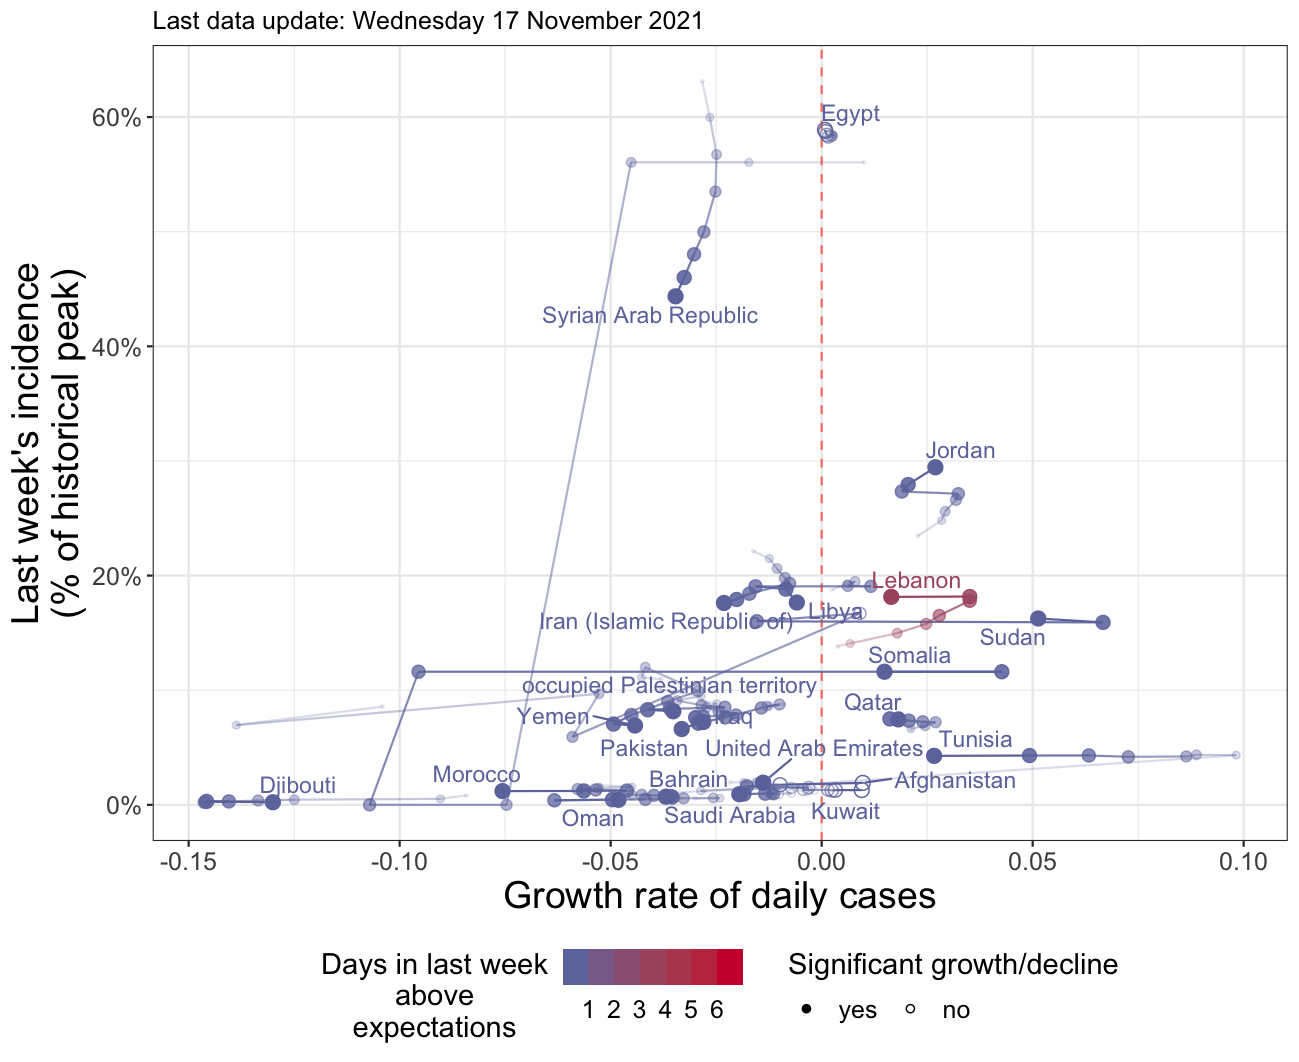 Last data update: Wednesday 17 November 2021
Last week's incidence
(% of historical peak)
60%
40%
20%
0%
Egypt
Syrian Arab Republic
Jordan
Lebanon
Libya
Iran (Islamic Republic of)
Sudan
Somalia
occupied Palestinian territory
Qatar
Yemen
Iraq
Pakistan
United Arab Emirates
Tunisia
Morocco
Bahrain
Afghanistan
Djibouti
Oman
Saudi Arabia
Kuwait
-0.15 -0.10 -0.05 0.00 0.05 0.10
Growth rate of daily cases
Days in last week
above
expectations
1 2 3 4 5 6
Significant growth/decline
yes no